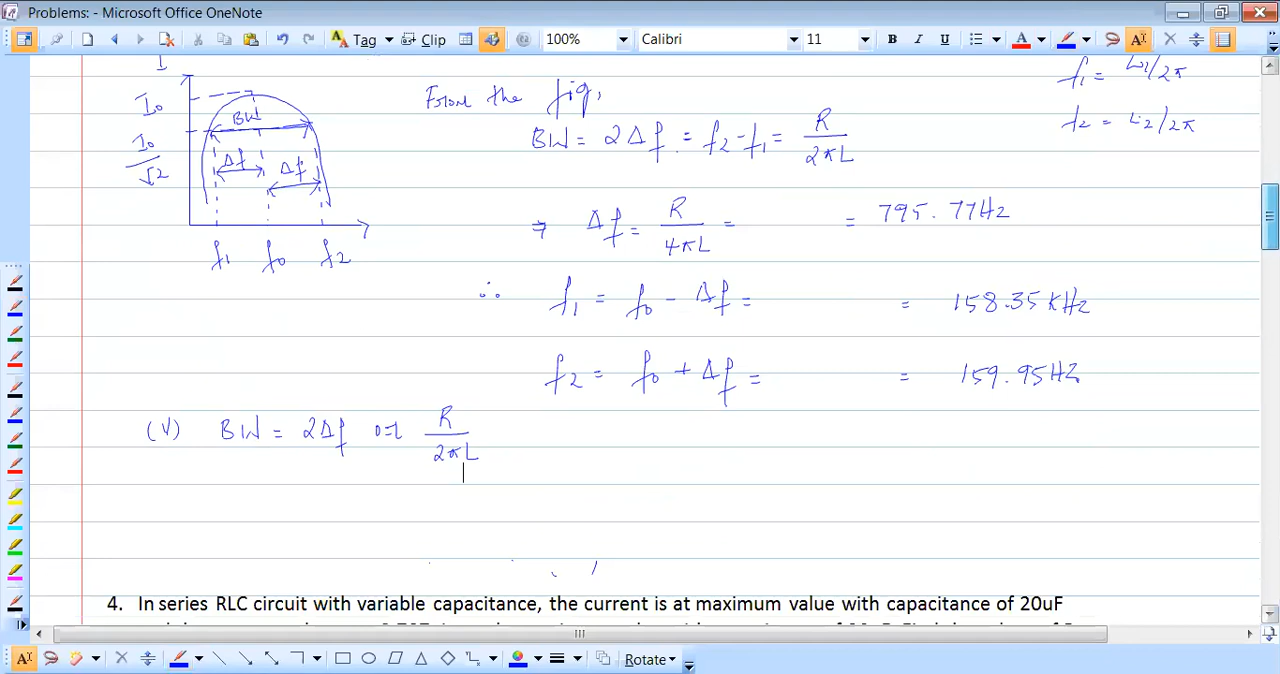 Problems: - Microsoft Office OneNote
Tag Clip 100% Calibri 11 B I U A
I
I₀
I₀/√2
BW
Δf Δf
f₁ f₀ f₂
From the fig,
f₁ = ω₁/2π
f₂ = ω₂/2π
BW = 2Δf = f₂-f₁ = R/2πL
⇒ Δf = R/4πL = = 795.77Hz
∴ f₁ = f₀ - Δf = = 158.35KHz
f₂ = f₀ + Δf = = 159.95Hz
(V) BW = 2Δf or R/2πL
4. In series RLC circuit with variable capacitance, the current is at maximum value with capacitance of 20uF
Rotate